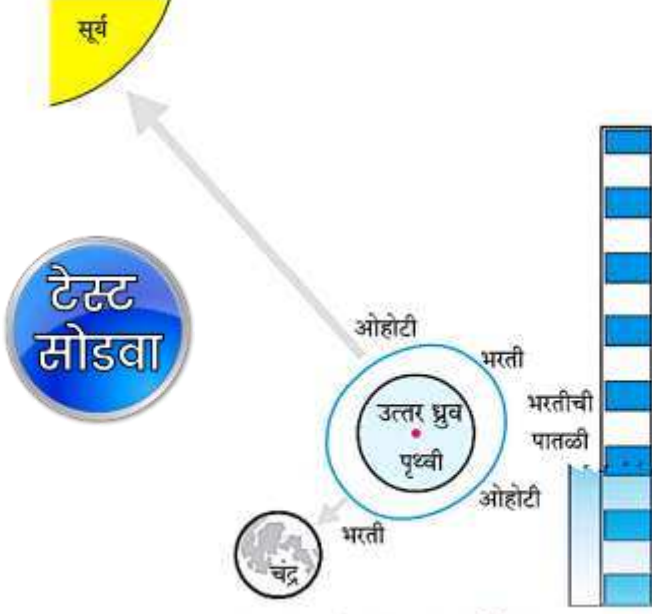 सूर्य
टेस्ट
सोडवा
ओहोटी
भरती
उत्तर ध्रुव
पृथ्वी
भरतीची
पातळी
ओहोटी
भरती
चंद्र